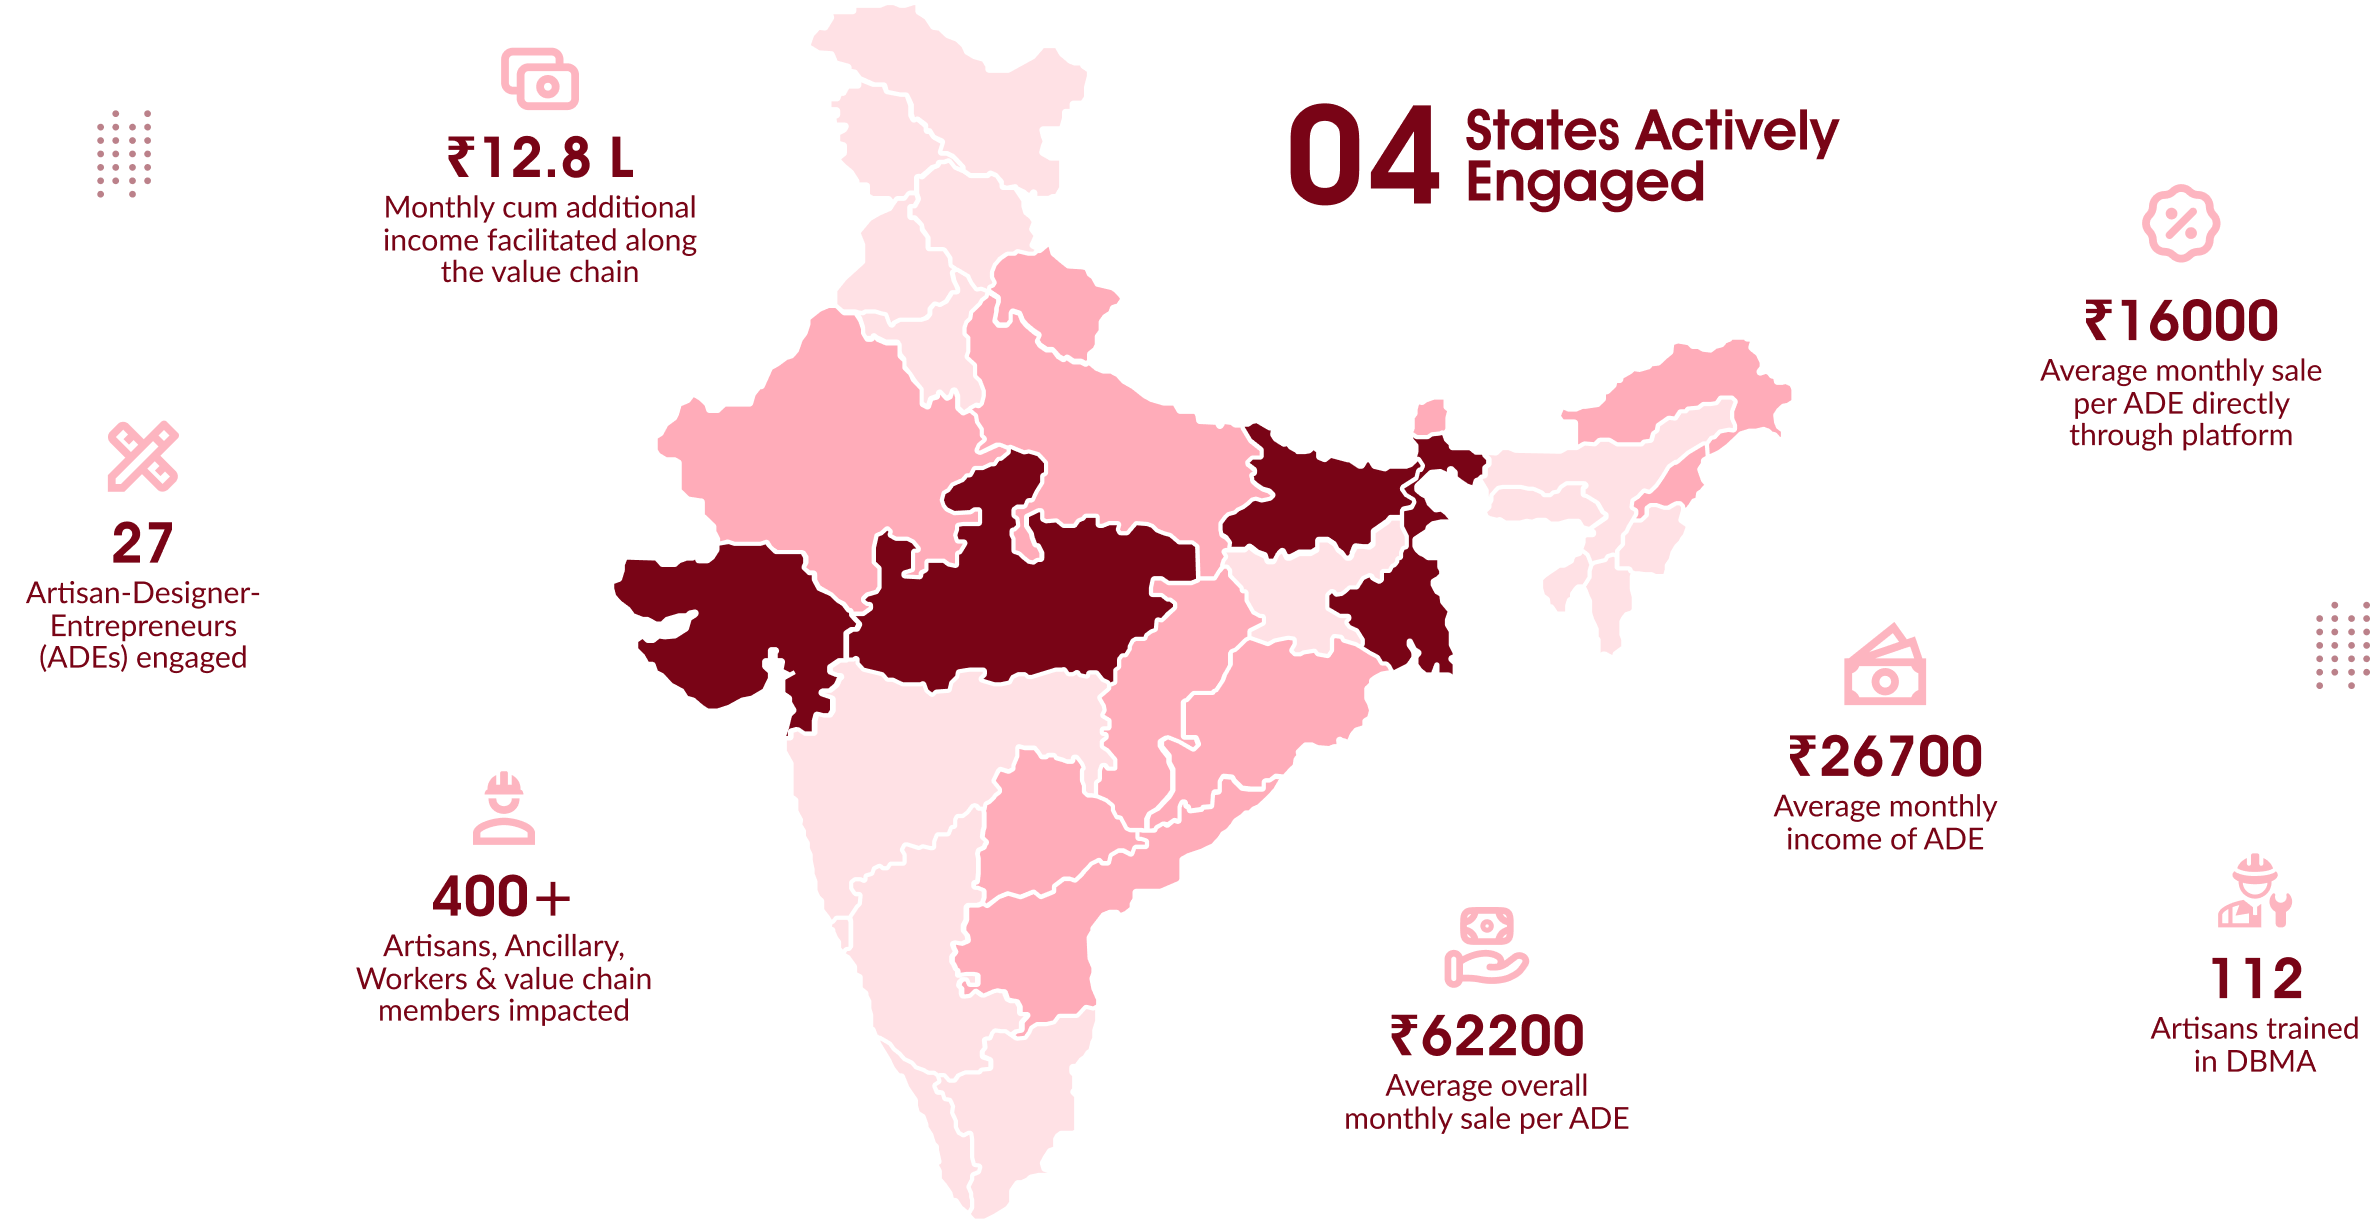 04
States Actively
Engaged
₹12.8 L
Monthly cum additional
income facilitated along
the value chain
₹16000
Average monthly sale
per ADE directly
through platform
27
Artisan-Designer-
Entrepreneurs
(ADEs) engaged
₹26700
Average monthly
income of ADE
400+
Artisans, Ancillary,
Workers & value chain
members impacted
₹62200
Average overall
monthly sale per ADE
112
Artisans trained
in DBMA